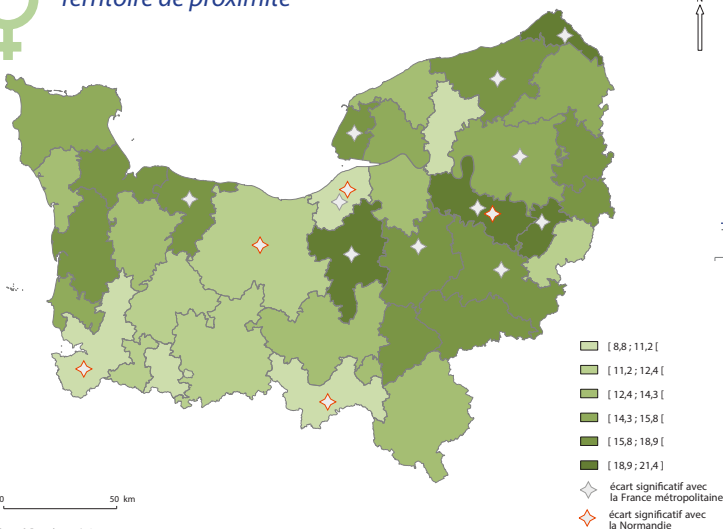 Territoire de proximité
N
[ 8,8 ; 11,2 [
[ 11,2 ; 12,4 [
[ 12,4 ; 14,3 [
[ 14,3 ; 15,8 [
[ 15,8 ; 18,9 [
[ 18,9 ; 21,4 ]
écart significatif avec
la France métropolitaine
écart significatif avec
la Normandie
0 50 km